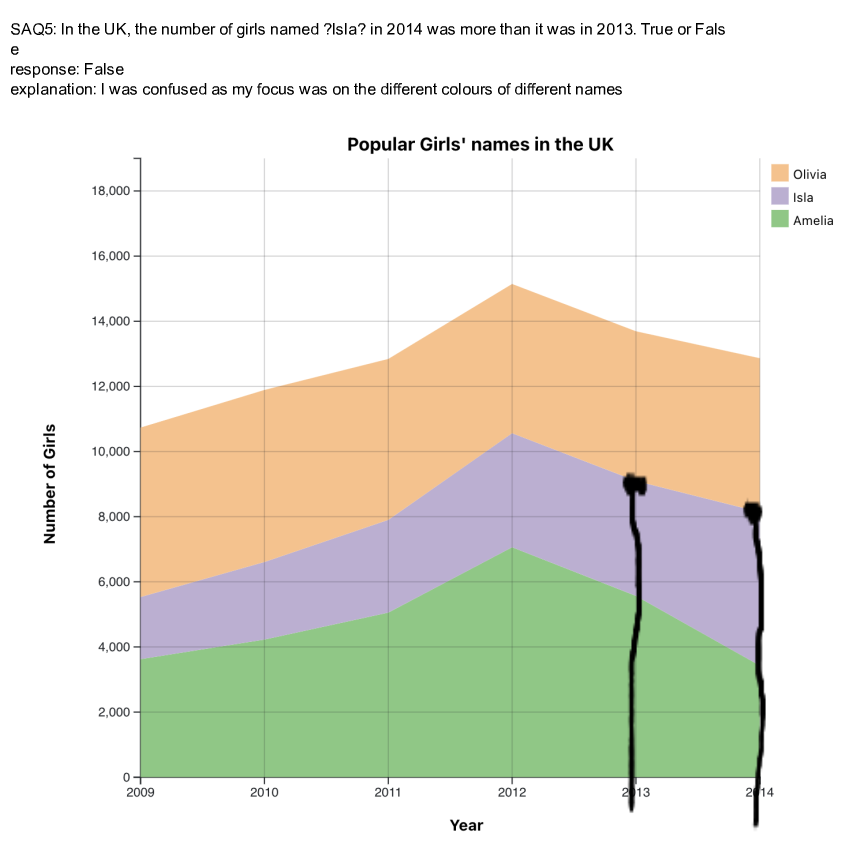 SAQ5: In the UK, the number of girls named ?Isla? in 2014 was more than it was in 2013. True or Fals
e
response: False
explanation: I was confused as my focus was on the different colours of different names
Popular Girls' names in the UK
Olivia
Isla
Amelia
18,000
16,000
14,000
12,000
10,000
8,000
6,000
4,000
2,000
0
Number of Girls
2009 2010 2011 2012 2013 2014
Year